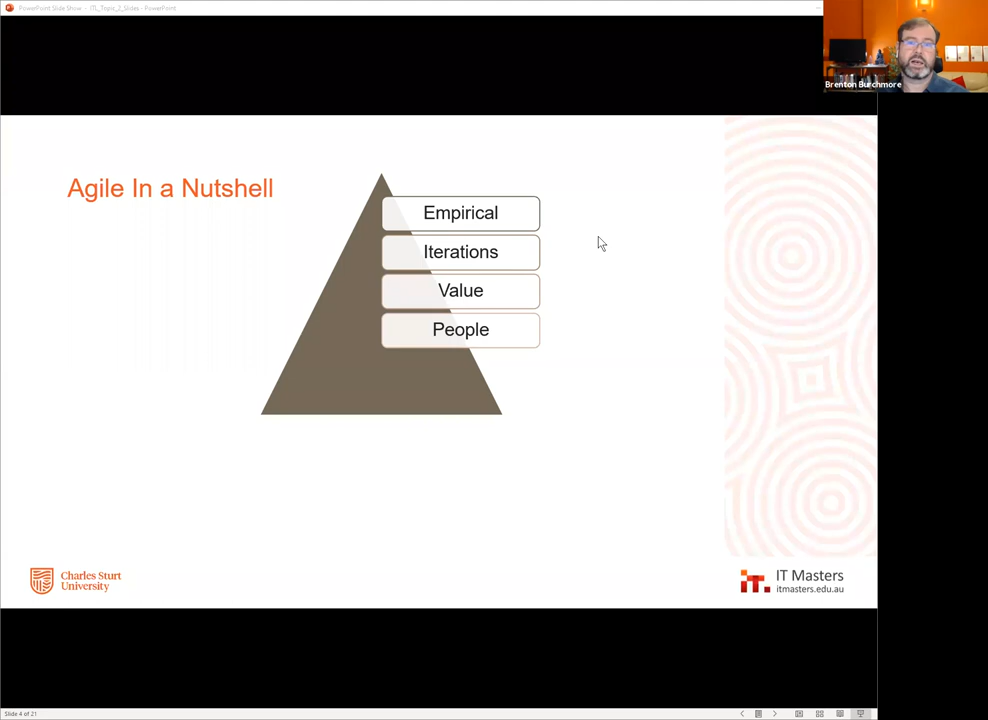 PowerPoint Slide Show - ITL_Topic_2_Slides - PowerPoint
Brenton Burchmore
Agile In a Nutshell
Empirical
Iterations
Value
People
Charles Sturt
University
IT Masters
itmasters.edu.au
Slide 4 of 21